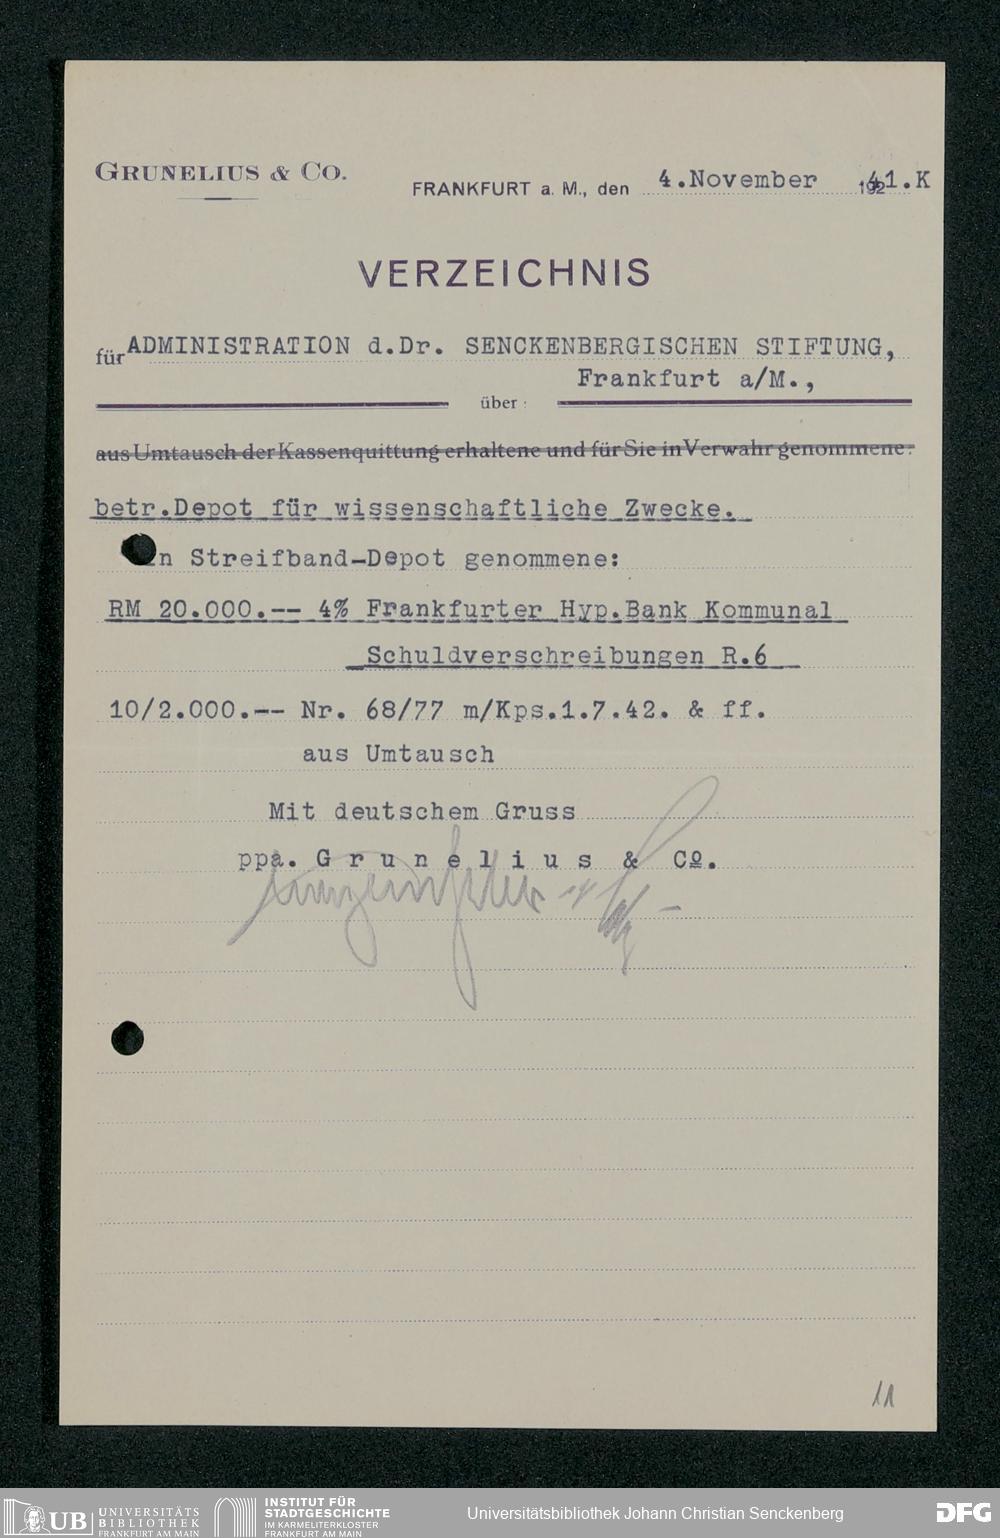 GRUNELIUS & CO.
FRANKFURT a. M., den 4.November 1941.K
VERZEICHNIS
für ADMINISTRATION d.Dr. SENCKENBERGISCHEN STIFTUNG,
Frankfurt a/M.,
über:
aus Umtausch der Kassenquittung erhaltene und für Sie in Verwahr genommene:
betr.Depot für wissenschaftliche Zwecke.
n Streifband-Depot genommene:
RM 20.000.-- 4% Frankfurter Hyp.Bank Kommunal
Schuldverschreibungen R.6
10/2.000.-- Nr. 68/77 m/Kps.1.7.42. & ff.
aus Umtausch
Mit deutschem Gruss
ppa. Grunelius & Co.
11
UB UNIVERSITÄTS
BIBLIOTHEK
FRANKFURT AM MAIN
INSTITUT FÜR
STADTGESCHICHTE
IM KARMELITERKLOSTER
FRANKFURT AM MAIN
Universitätsbibliothek Johann Christian Senckenberg
DFG